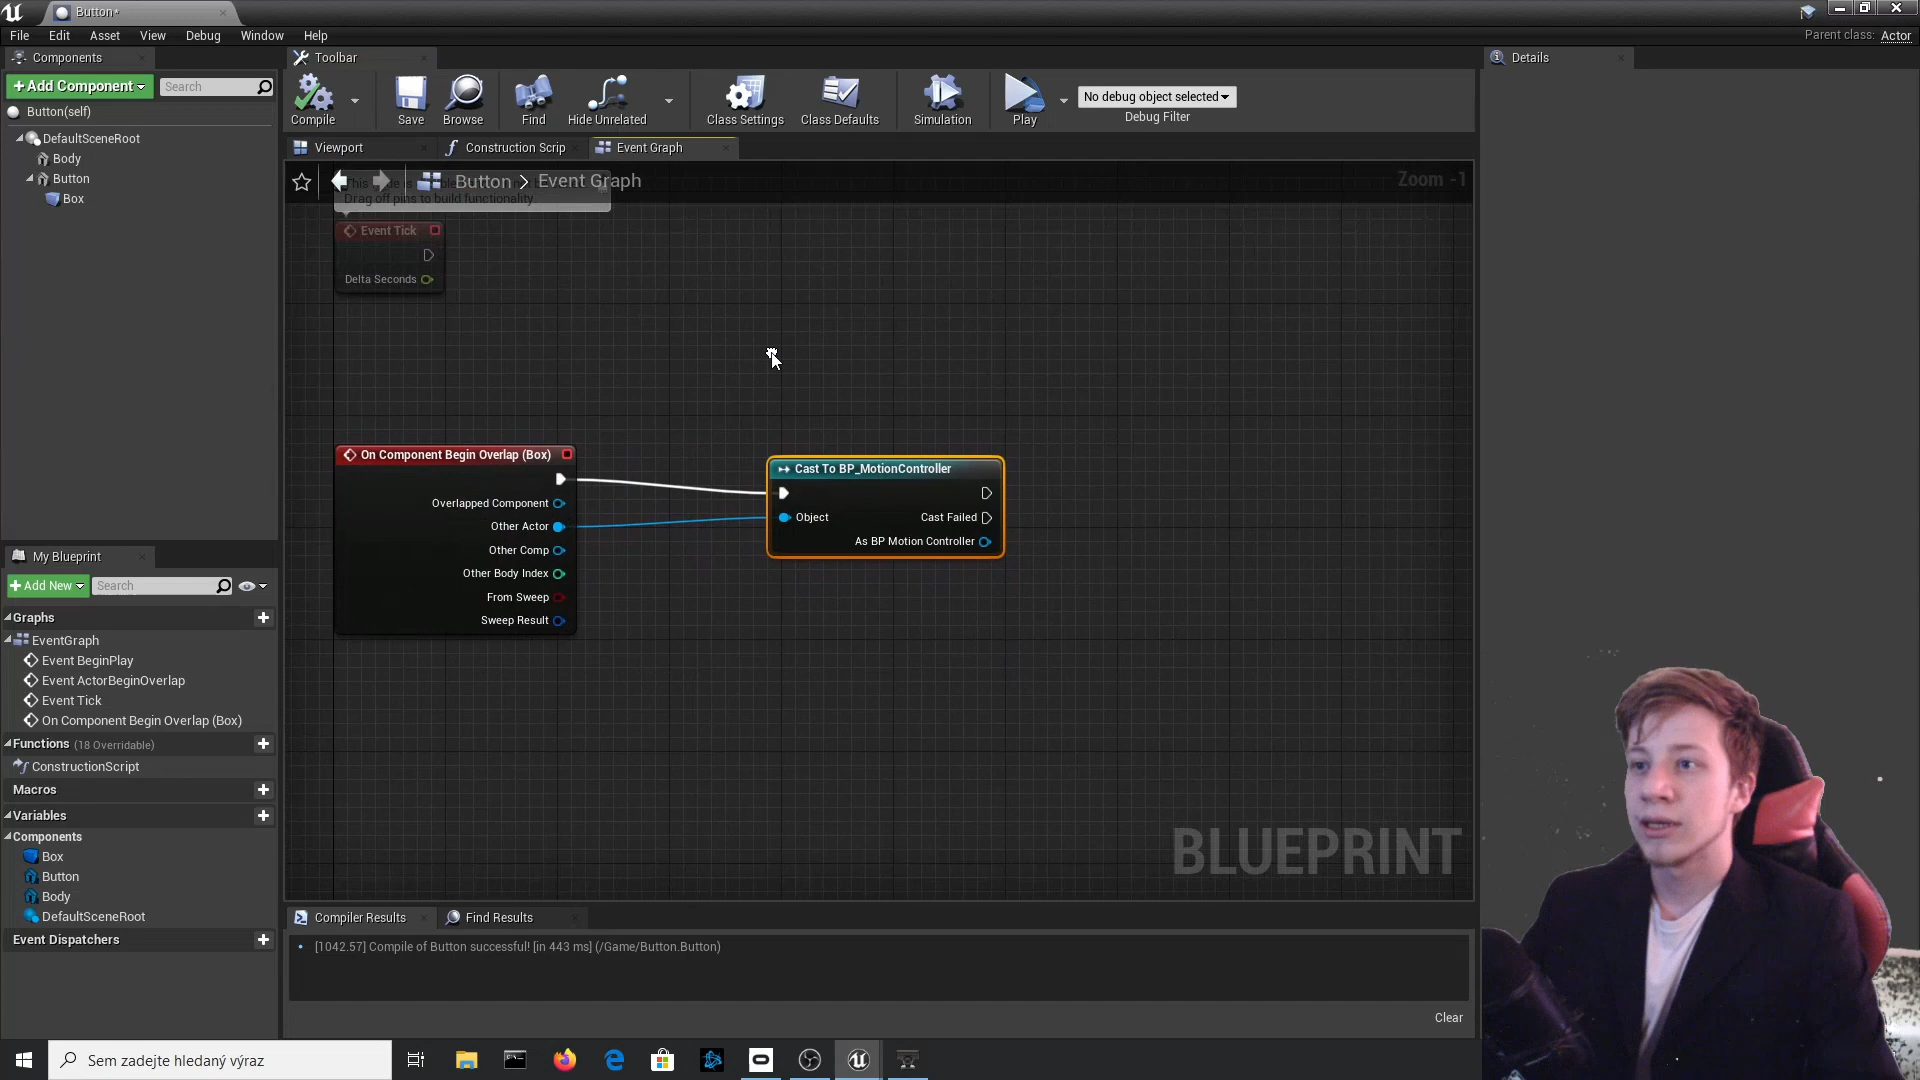 Button*
File Edit Asset View Debug Window Help
Parent class: Actor
Components
Toolbar
Details
+Add Component
Search
Button(self)
DefaultSceneRoot
Body
Button
Box
Compile
Save
Browse
Find
Hide Unrelated
Class Settings
Class Defaults
Simulation
Play
No debug object selected
Debug Filter
Viewport
Construction Scrip
Event Graph
Button > Event Graph
Zoom -1
Drag off pins to build functionality.
Event Tick
Delta Seconds
On Component Begin Overlap (Box)
Overlapped Component
Other Actor
Other Comp
Other Body Index
From Sweep
Sweep Result
Cast To BP_MotionController
Object
Cast Failed
As BP Motion Controller
BLUEPRINT
My Blueprint
+Add New
Search
Graphs
EventGraph
Event BeginPlay
Event ActorBeginOverlap
Event Tick
On Component Begin Overlap (Box)
Functions (18 Overridable)
ConstructionScript
Macros
Variables
Components
Box
Button
Body
DefaultSceneRoot
Event Dispatchers
Compiler Results
Find Results
[1042.57] Compile of Button successful! [in 443 ms] (/Game/Button.Button)
Clear
Sem zadejte hledaný výraz